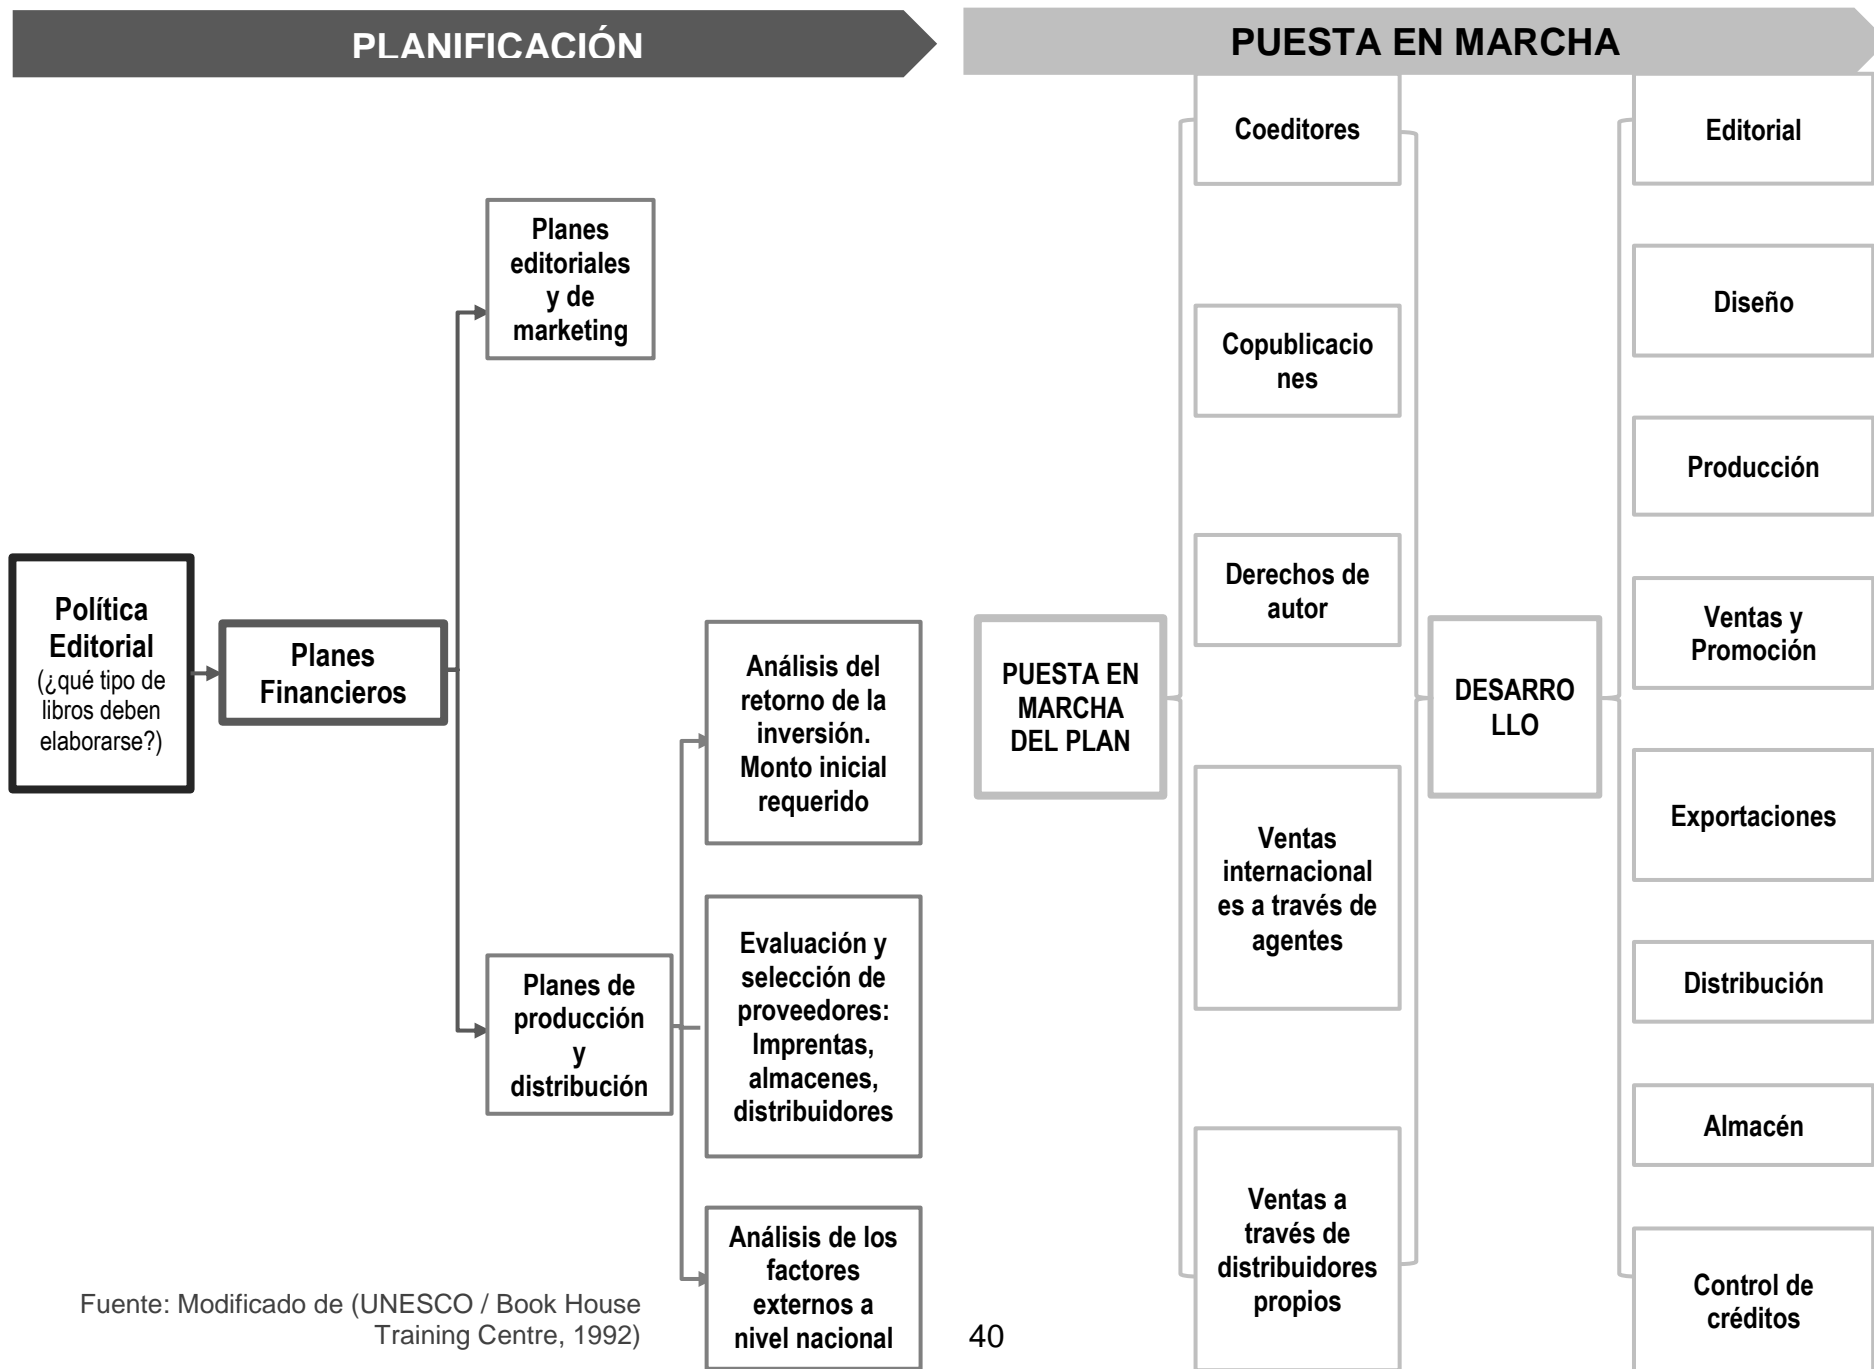 PLANIFICACIÓN
PUESTA EN MARCHA
Política
Editorial
(¿qué tipo de
libros deben
elaborarse?)
Planes
Financieros
Planes
editoriales
y de
marketing
Planes de
producción
y
distribución
Análisis del
retorno de la
inversión.
Monto inicial
requerido
Evaluación y
selección de
proveedores:
Imprentas,
almacenes,
distribuidores
Análisis de los
factores
externos a
nivel nacional
PUESTA EN
MARCHA
DEL PLAN
Coeditores
Copublicacio
nes
Derechos de
autor
Ventas
internacional
es a través de
agentes
Ventas a
través de
distribuidores
propios
DESARRO
LLO
Editorial
Diseño
Producción
Ventas y
Promoción
Exportaciones
Distribución
Almacén
Control de
créditos
Fuente: Modificado de (UNESCO / Book House
Training Centre, 1992)
40